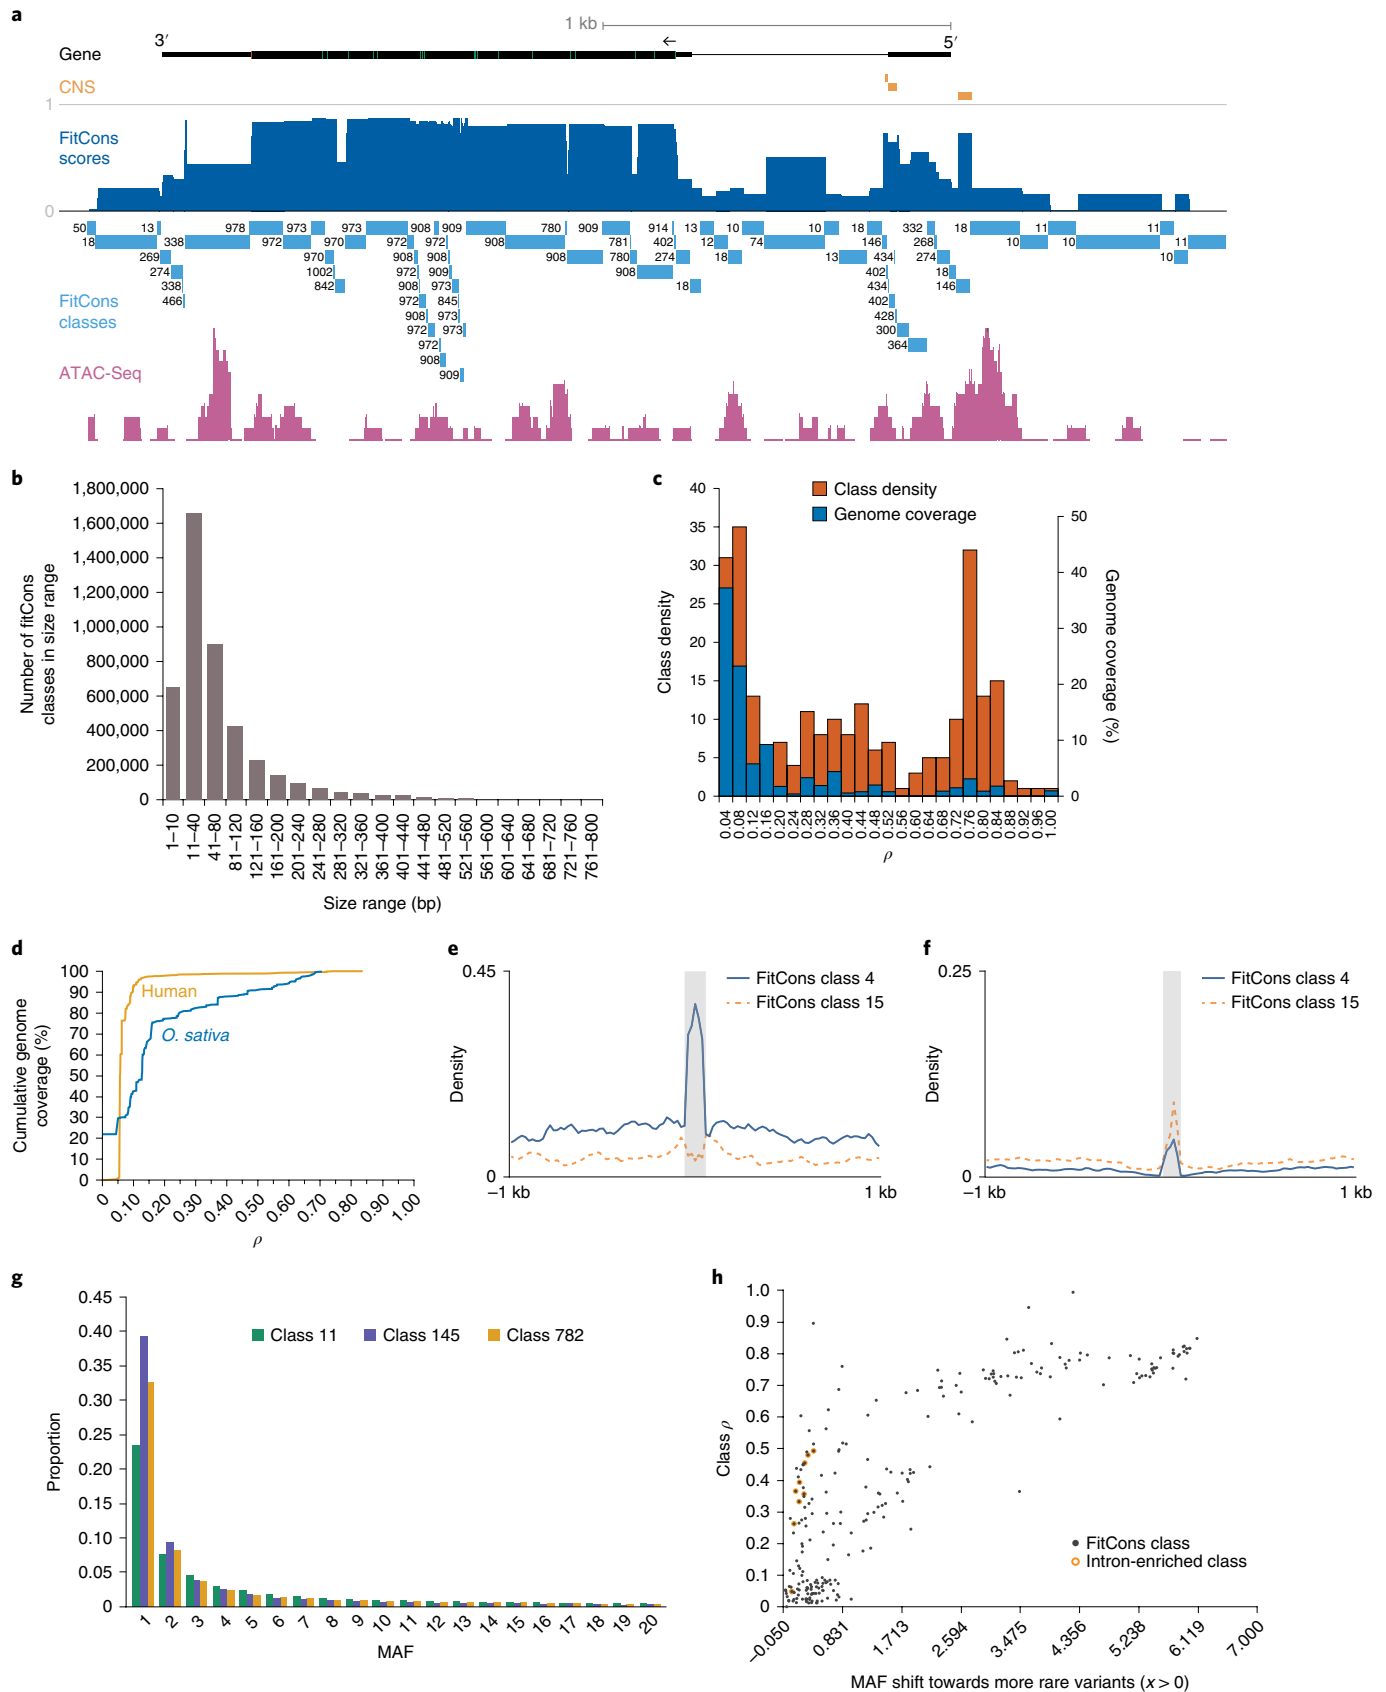 a
1 kb
3′
←
5′
Gene
CNS
1
FitCons
scores
0
50 13 978 973 973 908 909 780 909 914 13 10 10 18 332 18 11 11
18 338 972 970 972 972 908 781 402 12 74 146 268 10 10 11
269 970 908 908 908 780 274 18 13 434 274 10
274 1002 972 909 908 402 18
338 842 908 973 18 434 146
466 972 845 402
908 973 428
972 973 300
972 364
908
909
FitCons
classes
ATAC-Seq
b
Number of fitCons
classes in size range
1,800,000
1,600,000
1,400,000
1,200,000
1,000,000
800,000
600,000
400,000
200,000
0
1–10 11–40 41–80 81–120 121–160 161–200 201–240 241–280 281–320 321–360 361–400 401–440 441–480 481–520 521–560 561–600 601–640 641–680 681–720 721–760 761–800
Size range (bp)
c
Class density
Genome coverage
Class density
40
35
30
25
20
15
10
5
0
Genome coverage (%)
50
40
30
20
10
0
0.04 0.08 0.12 0.16 0.20 0.24 0.28 0.32 0.36 0.40 0.44 0.48 0.52 0.56 0.60 0.64 0.68 0.72 0.76 0.80 0.84 0.88 0.92 0.96 1.00
ρ
d
Cumulative genome
coverage (%)
100
90
80
70
60
50
40
30
20
10
0
Human
O. sativa
0 0.10 0.20 0.30 0.40 0.50 0.60 0.70 0.80 0.90 1.00
ρ
e
0.45
Density
0
FitCons class 4
FitCons class 15
–1 kb 1 kb
f
0.25
Density
0
FitCons class 4
FitCons class 15
–1 kb 1 kb
g
Proportion
0.45
0.40
0.35
0.30
0.25
0.20
0.15
0.10
0.05
0
Class 11 Class 145 Class 782
1 2 3 4 5 6 7 8 9 10 11 12 13 14 15 16 17 18 19 20
MAF
h
Class ρ
1.0
0.9
0.8
0.7
0.6
0.5
0.4
0.3
0.2
0.1
0
FitCons class
Intron-enriched class
–0.050 0.831 1.713 2.594 3.475 4.356 5.238 6.119 7.000
MAF shift towards more rare variants (x > 0)